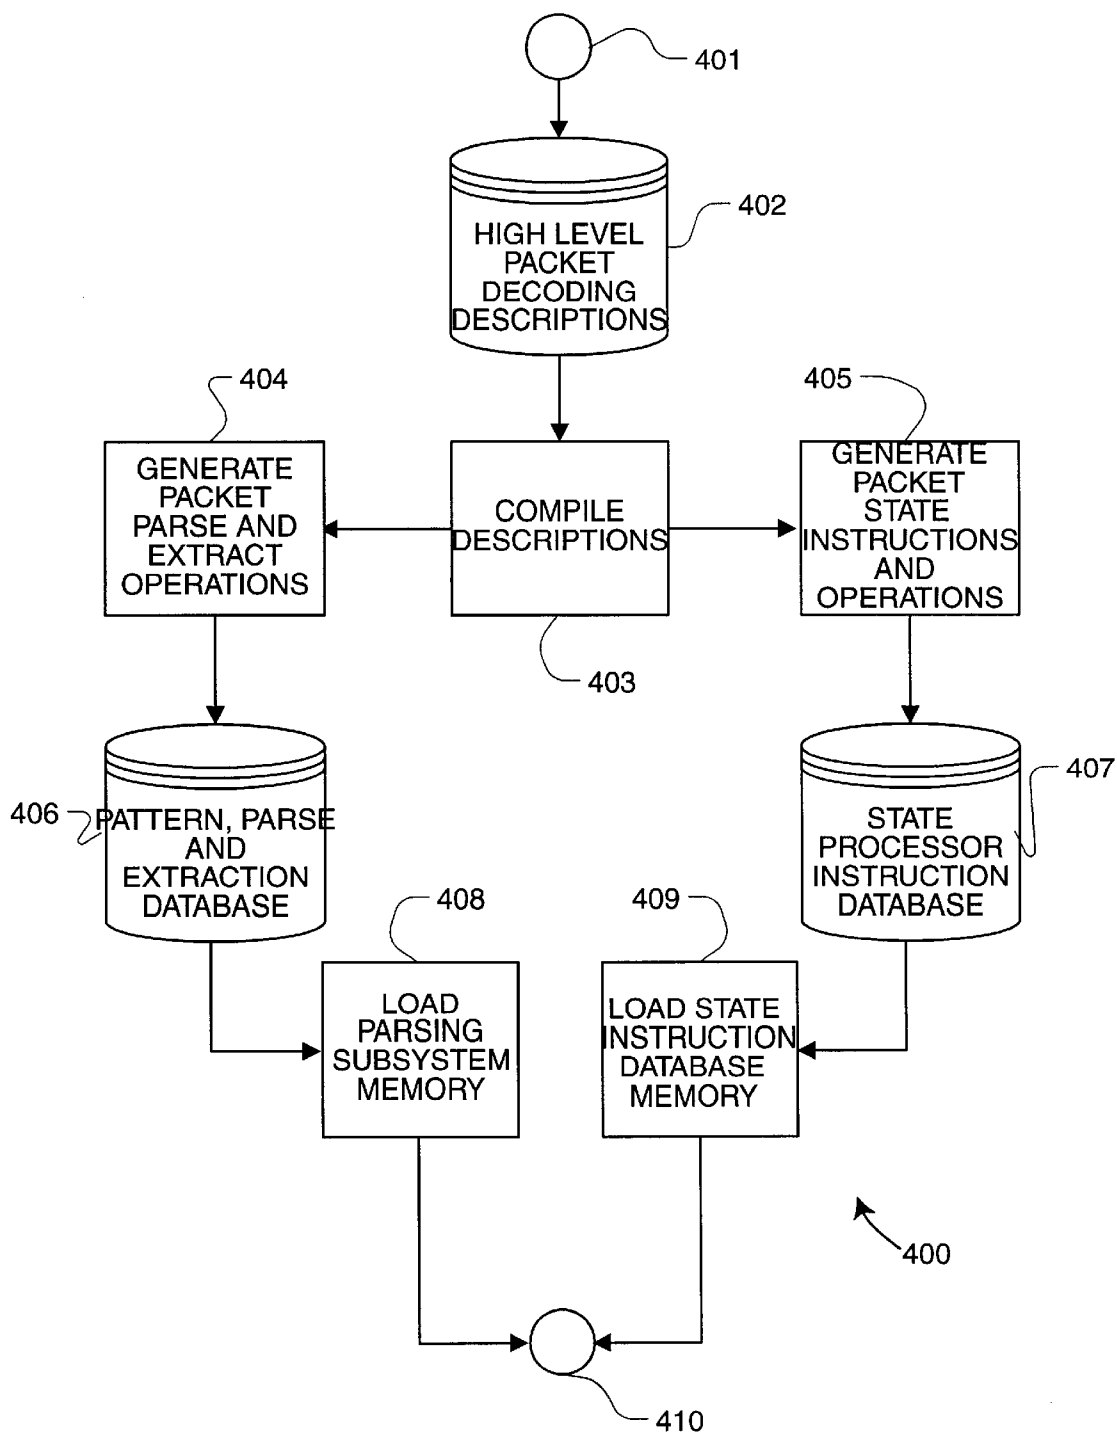 401
402
HIGH LEVEL
PACKET
DECODING
DESCRIPTIONS
404
405
GENERATE
PACKET
PARSE AND
EXTRACT
OPERATIONS
COMPILE
DESCRIPTIONS
GENERATE
PACKET
STATE
INSTRUCTIONS
AND
OPERATIONS
403
406
PATTERN, PARSE
AND
EXTRACTION
DATABASE
407
STATE
PROCESSOR
INSTRUCTION
DATABASE
408
409
LOAD
PARSING
SUBSYSTEM
MEMORY
LOAD STATE
INSTRUCTION
DATABASE
MEMORY
400
410